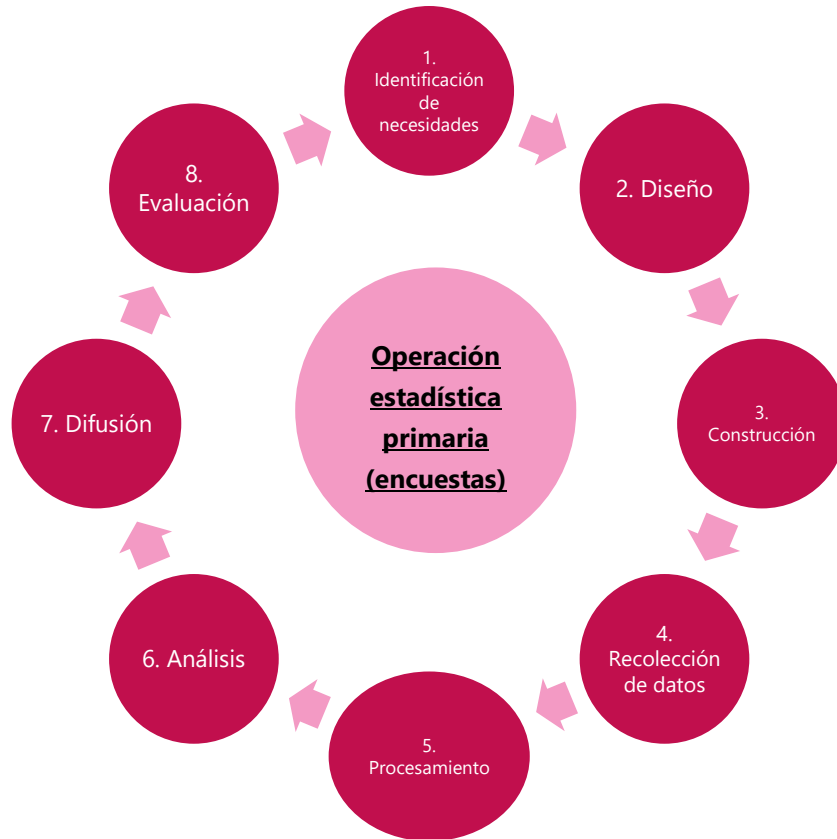 1.
Identificación
de
necesidades
2. Diseño
3.
Construcción
4.
Recolección
de datos
5.
Procesamiento
6. Análisis
7. Difusión
8.
Evaluación
Operación
estadística
primaria
(encuestas)